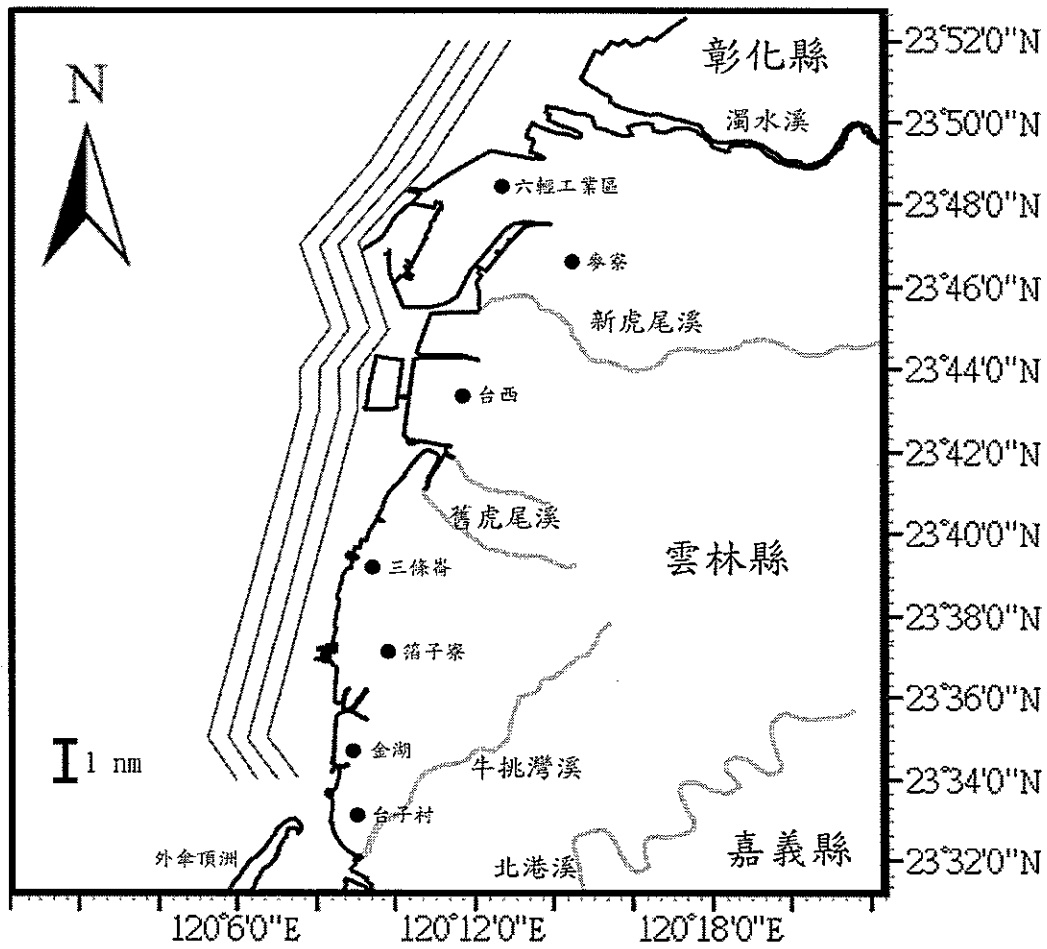 N
彰化縣
濁水溪
六輕工業區
麥寮
新虎尾溪
台西
舊虎尾溪
雲林縣
三條崙
箔子寮
金湖
牛挑灣溪
1 nm
台子村
外傘頂洲
北港溪
嘉義縣
23°52'0"N
23°50'0"N
23°48'0"N
23°46'0"N
23°44'0"N
23°42'0"N
23°40'0"N
23°38'0"N
23°36'0"N
23°34'0"N
23°32'0"N
120°6'0"E
120°12'0"E
120°18'0"E